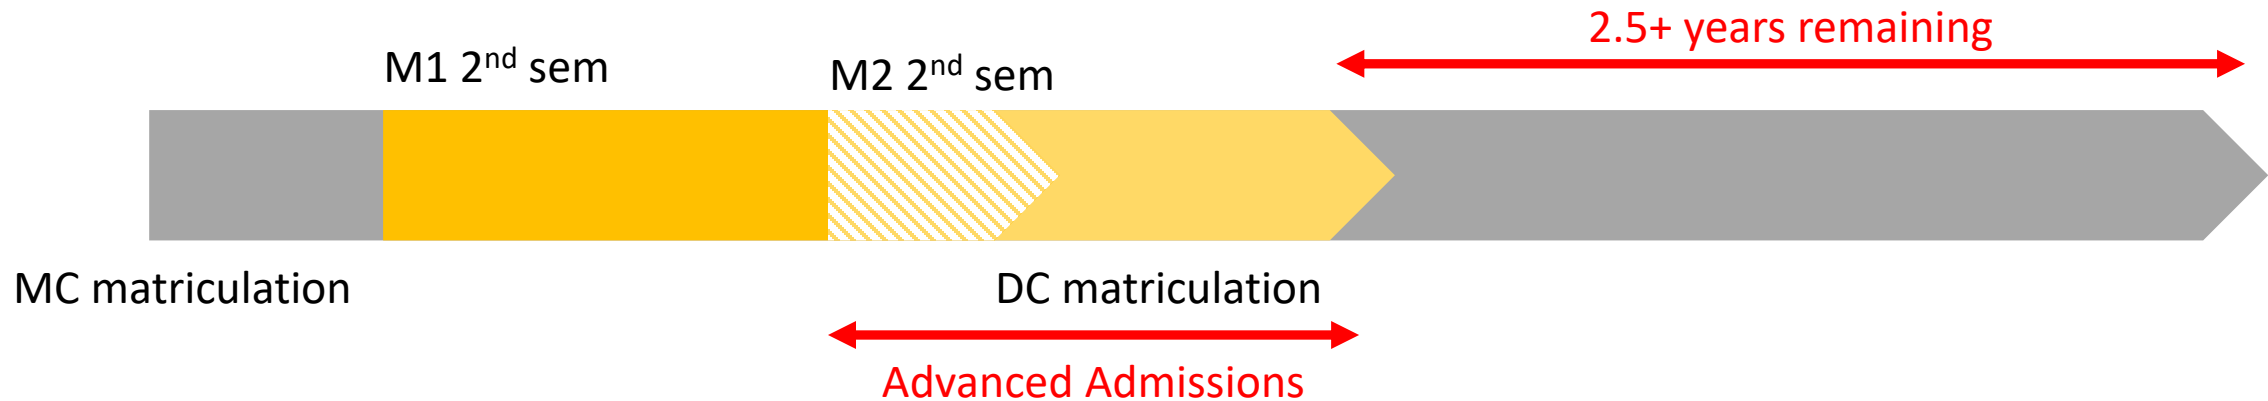 2.5+ years remaining
M1 2nd sem
M2 2nd sem
MC matriculation
DC matriculation
Advanced Admissions